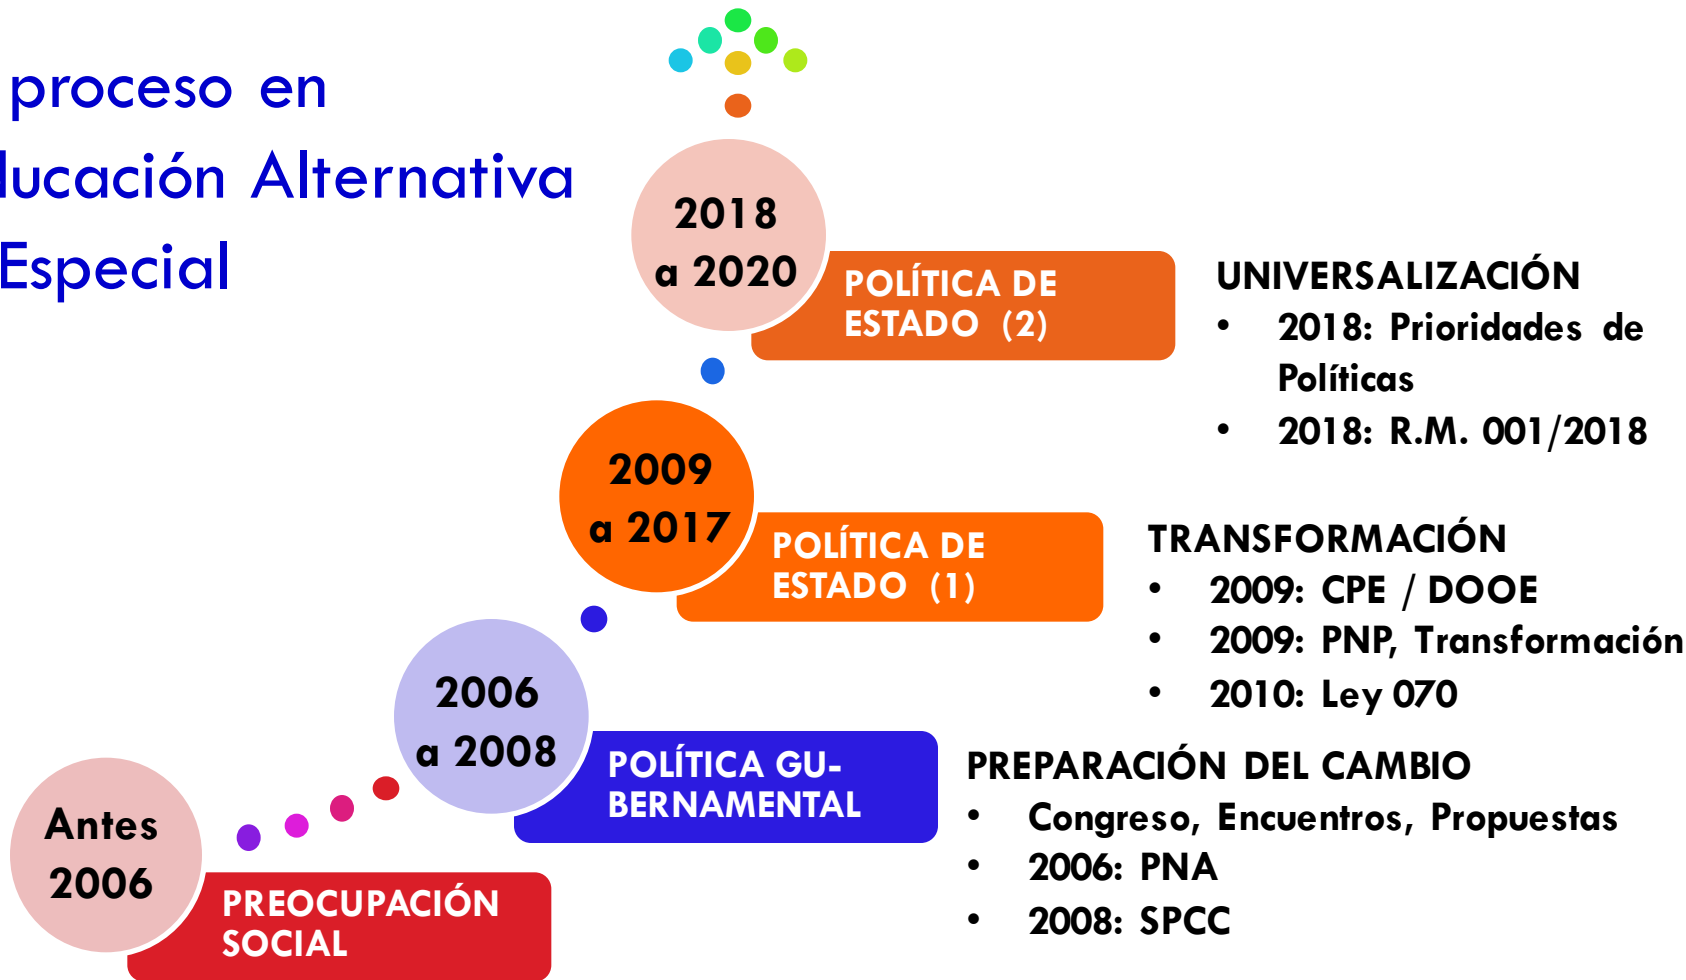 proceso en
ducación Alternativa
Especial
2018
a 2020
POLÍTICA DE
ESTADO (2)
UNIVERSALIZACIÓN
• 2018: Prioridades de
Políticas
• 2018: R.M. 001/2018
2009
a 2017
POLÍTICA DE
ESTADO (1)
TRANSFORMACIÓN
• 2009: CPE / DOOE
• 2009: PNP, Transformación
• 2010: Ley 070
2006
a 2008
POLÍTICA GU-
BERNAMENTAL
PREPARACIÓN DEL CAMBIO
• Congreso, Encuentros, Propuestas
• 2006: PNA
• 2008: SPCC
Antes
2006
PREOCUPACIÓN
SOCIAL